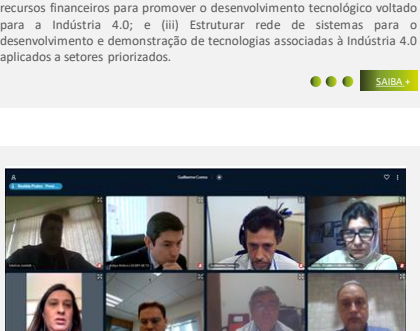 recursos financeiros para promover o desenvolvimento tecnológico voltado
para a Indústria 4.0; e (iii) Estruturar rede de sistemas para o
desenvolvimento e demonstração de tecnologias associadas à Indústria 4.0
aplicados a setores priorizados.
SAIBA +
Guilherme Correa